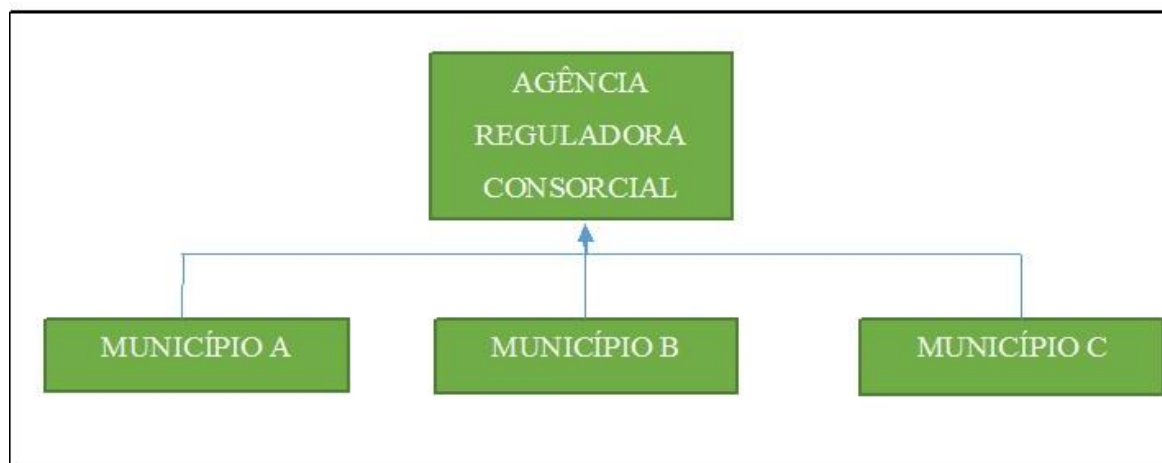 AGÊNCIA
REGULADORA
CONSORCIAL
MUNICÍPIO A
MUNICÍPIO B
MUNICÍPIO C